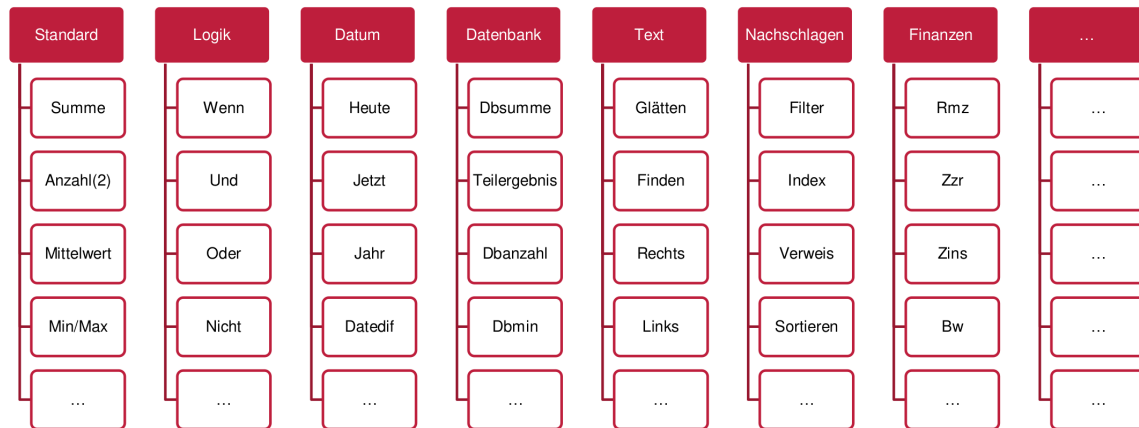 Standard
Summe
Anzahl(2)
Mittelwert
Min/Max
…
Logik
Wenn
Und
Oder
Nicht
…
Datum
Heute
Jetzt
Jahr
Datedif
…
Datenbank
Dbsumme
Teilergebnis
Dbanzahl
Dbmin
…
Text
Glätten
Finden
Rechts
Links
…
Nachschlagen
Filter
Index
Verweis
Sortieren
…
Finanzen
Rmz
Zzr
Zins
Bw
…
…
…
…
…
…
…